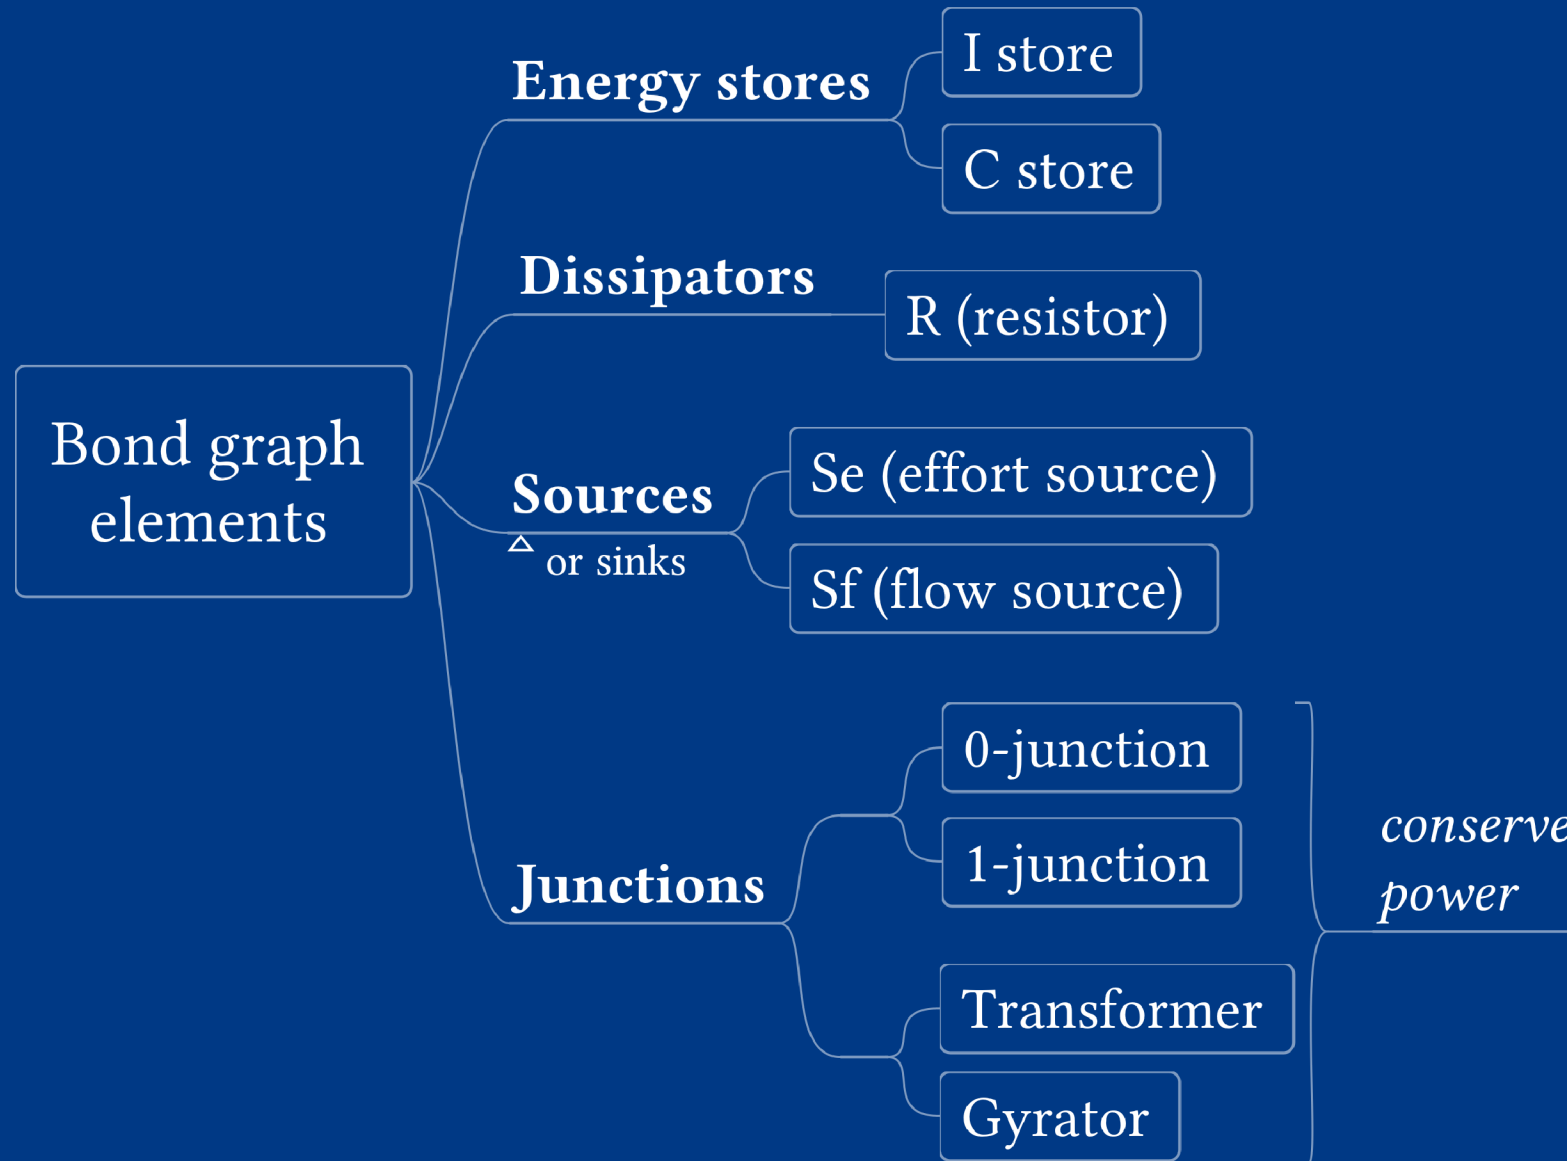 Bond graph
elements
Energy stores
I store
C store
Dissipators
R (resistor)
Sources
or sinks
Se (effort source)
Sf (flow source)
Junctions
0-junction
1-junction
Transformer
Gyrator
conserve
power